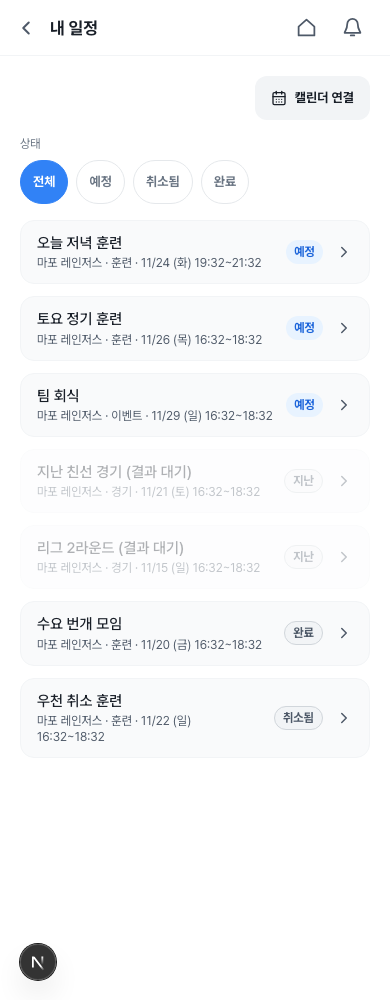 내 일정
캘린더 연결
상태
전체
예정
취소됨
완료
오늘 저녁 훈련
마포 레인저스 · 훈련 · 11/24 (화) 19:32~21:32
예정
토요 정기 훈련
마포 레인저스 · 훈련 · 11/26 (목) 16:32~18:32
예정
팀 회식
마포 레인저스 · 이벤트 · 11/29 (일) 16:32~18:32
예정
지난 친선 경기 (결과 대기)
마포 레인저스 · 경기 · 11/21 (토) 16:32~18:32
지난
리그 2라운드 (결과 대기)
마포 레인저스 · 경기 · 11/15 (일) 16:32~18:32
지난
수요 번개 모임
마포 레인저스 · 훈련 · 11/20 (금) 16:32~18:32
완료
우천 취소 훈련
마포 레인저스 · 훈련 · 11/22 (일)
16:32~18:32
취소됨
N